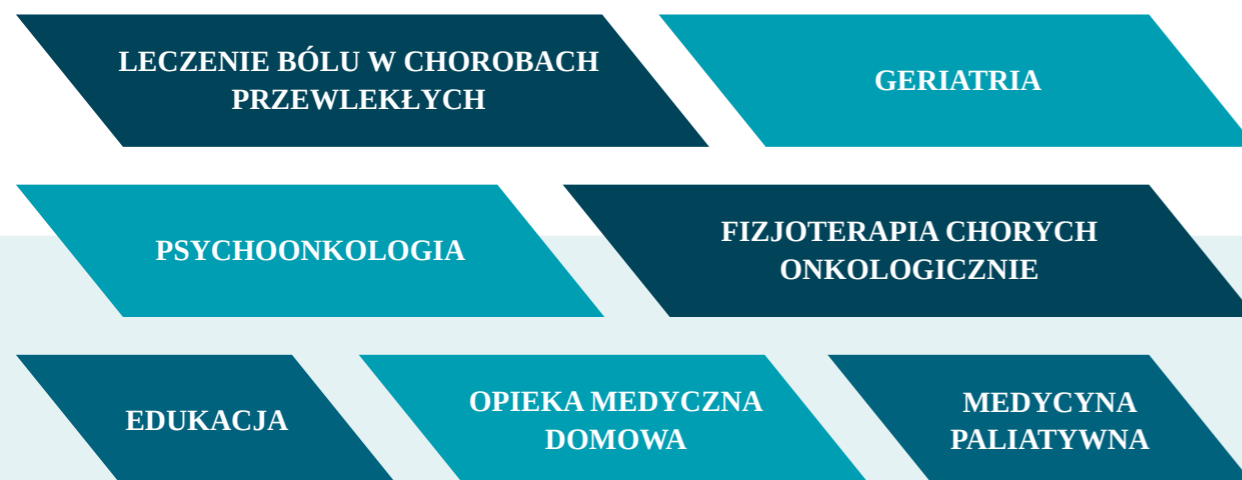 LECZENIE BÓLU W CHOROBACH
PRZEWLEKŁYCH
GERIATRIA
PSYCHOONKOLOGIA
FIZJOTERAPIA CHORYCH
ONKOLOGICZNIE
EDUKACJA
OPIEKA MEDYCZNA
DOMOWA
MEDYCYNA
PALIATYWNA